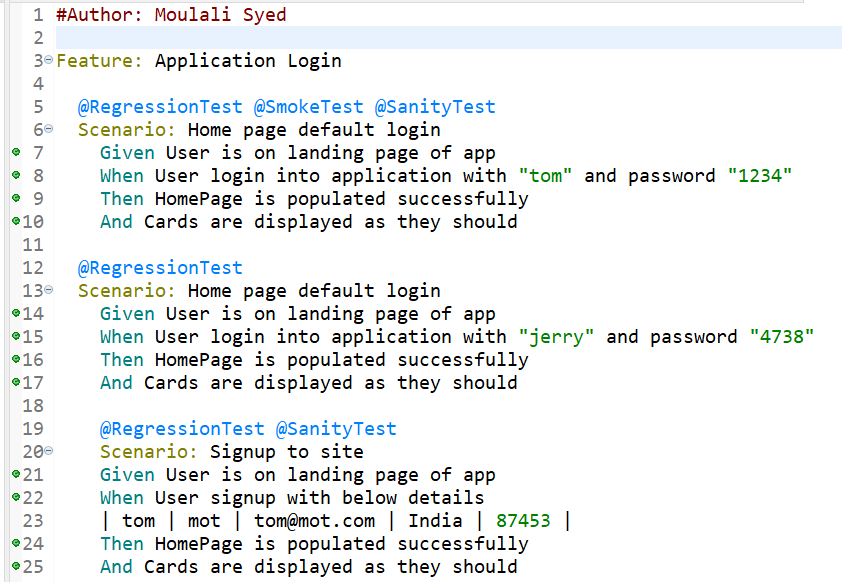 1 #Author: Moulali Syed
2
3 Feature: Application Login
4
5 @RegressionTest @SmokeTest @SanityTest
6 Scenario: Home page default login
7 Given User is on landing page of app
8 When User login into application with "tom" and password "1234"
9 Then HomePage is populated successfully
10 And Cards are displayed as they should
11
12 @RegressionTest
13 Scenario: Home page default login
14 Given User is on landing page of app
15 When User login into application with "jerry" and password "4738"
16 Then HomePage is populated successfully
17 And Cards are displayed as they should
18
19 @RegressionTest @SanityTest
20 Scenario: Signup to site
21 Given User is on landing page of app
22 When User signup with below details
23 | tom | mot | tom@mot.com | India | 87453 |
24 Then HomePage is populated successfully
25 And Cards are displayed as they should